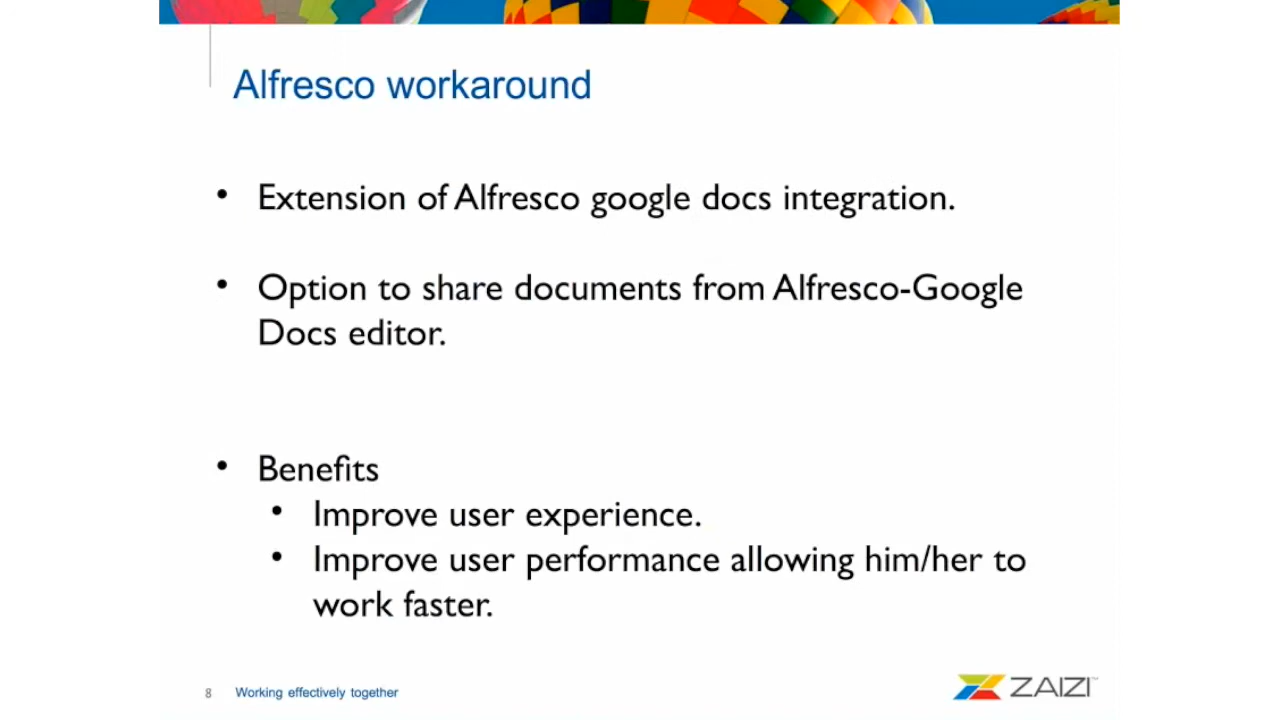 Alfresco workaround
• Extension of Alfresco google docs integration.
• Option to share documents from Alfresco-Google
Docs editor.
• Benefits
• Improve user experience.
• Improve user performance allowing him/her to
work faster.
8 Working effectively together
ZAIZI™